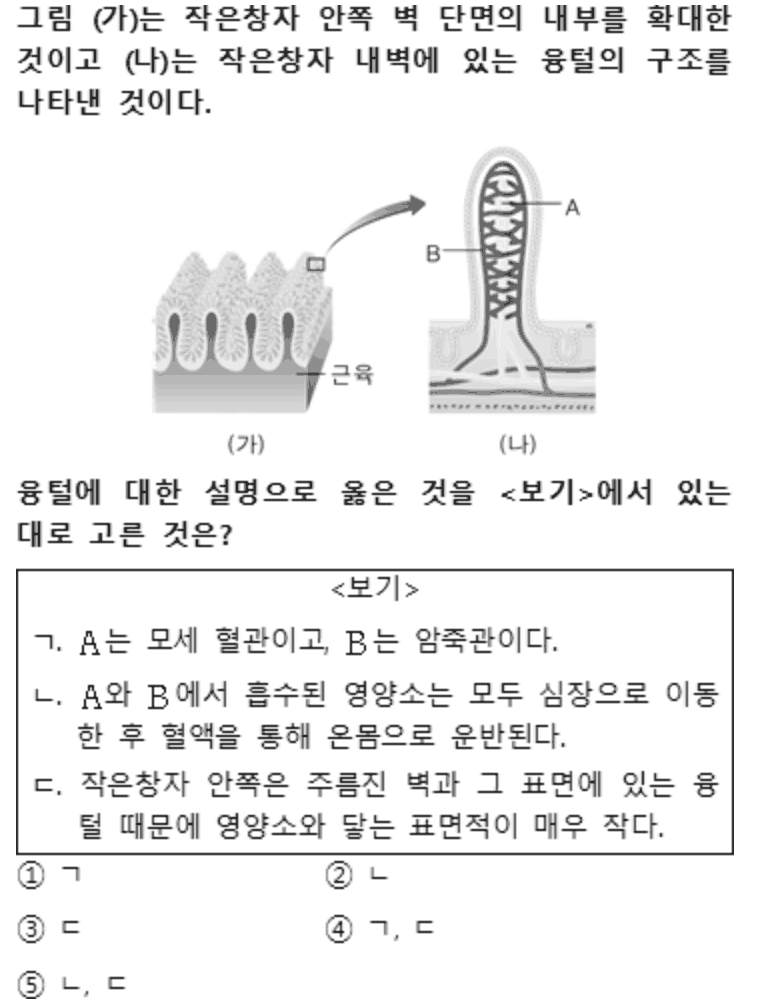 그림 (가)는 작은창자 안쪽 벽 단면의 내부를 확대한
것이고 (나)는 작은창자 내벽에 있는 융털의 구조를
나타낸 것이다.
A
B
근육
(가)
(나)
융털에 대한 설명으로 옳은 것을 <보기>에서 있는
대로 고른 것은?
<보기>
ㄱ. A는 모세 혈관이고, B는 암죽관이다.
ㄴ. A와 B에서 흡수된 영양소는 모두 심장으로 이동
한 후 혈액을 통해 온몸으로 운반된다.
ㄷ. 작은창자 안쪽은 주름진 벽과 그 표면에 있는 융
털 때문에 영양소와 닿는 표면적이 매우 작다.
① ㄱ ② ㄴ
③ ㄷ ④ ㄱ, ㄷ
⑤ ㄴ, ㄷ